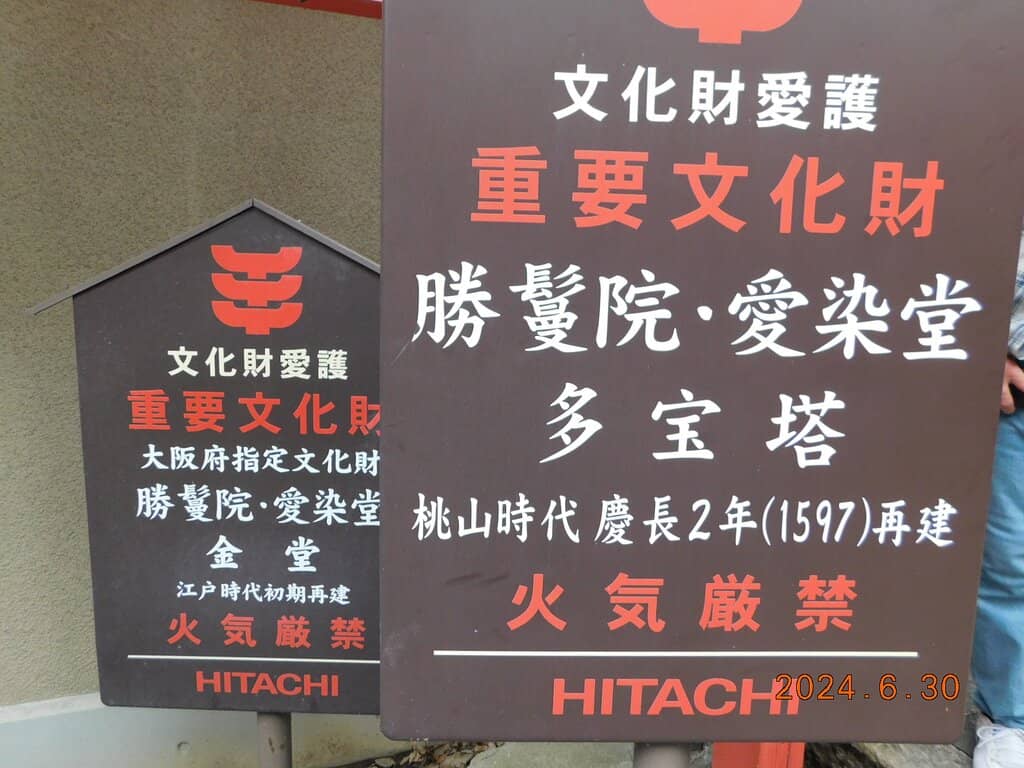 文化財愛護
重要文化財
大阪府指定文化財
勝鬘院・愛染堂
金堂
江戸時代初期再建
火気厳禁
HITACHI
文化財愛護
重要文化財
勝鬘院・愛染堂
多宝塔
桃山時代 慶長2年(1597)再建
火気厳禁
HITACHI
2024.6.30